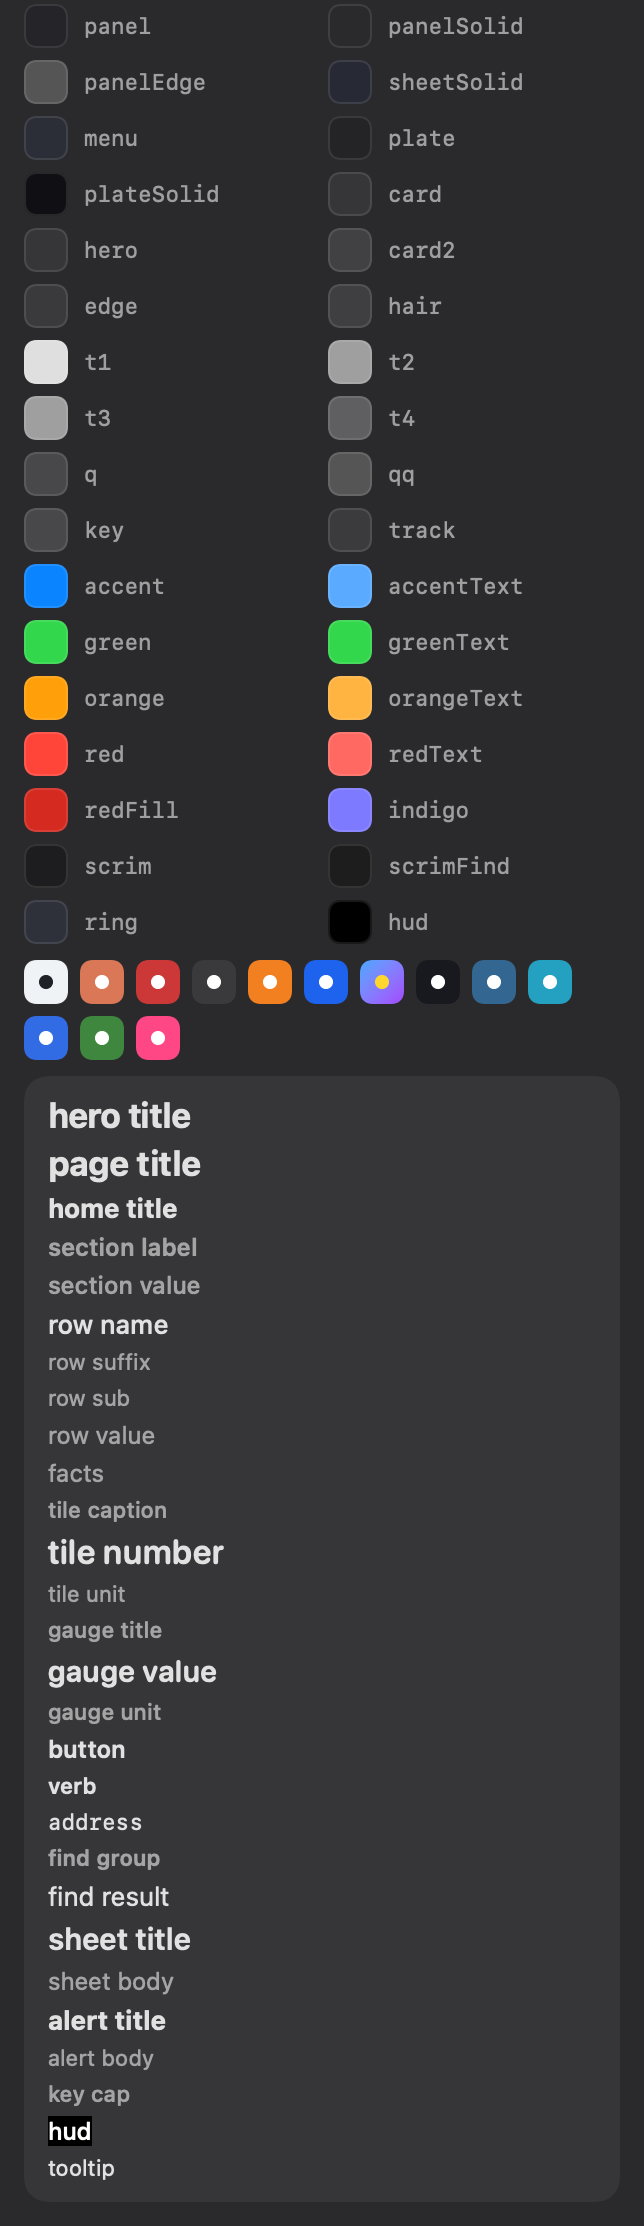 panel panelSolid
panelEdge sheetSolid
menu plate
plateSolid card
hero card2
edge hair
t1 t2
t3 t4
q qq
key track
accent accentText
green greenText
orange orangeText
red redText
redFill indigo
scrim scrimFind
ring hud
hero title
page title
home title
section label
section value
row name
row suffix
row sub
row value
facts
tile caption
tile number
tile unit
gauge title
gauge value
gauge unit
button
verb
address
find group
find result
sheet title
sheet body
alert title
alert body
key cap
hud
tooltip